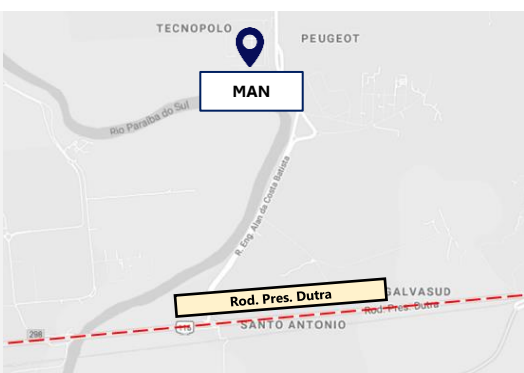 TECNOPOLO
PEUGEOT
MAN
Rio Paraíba do Sul
R. Eng. Alan da Costa Batista
Rod. Pres. Dutra
GALVASUD
Rod. Pres. Dutra
116
SANTO ANTONIO
298